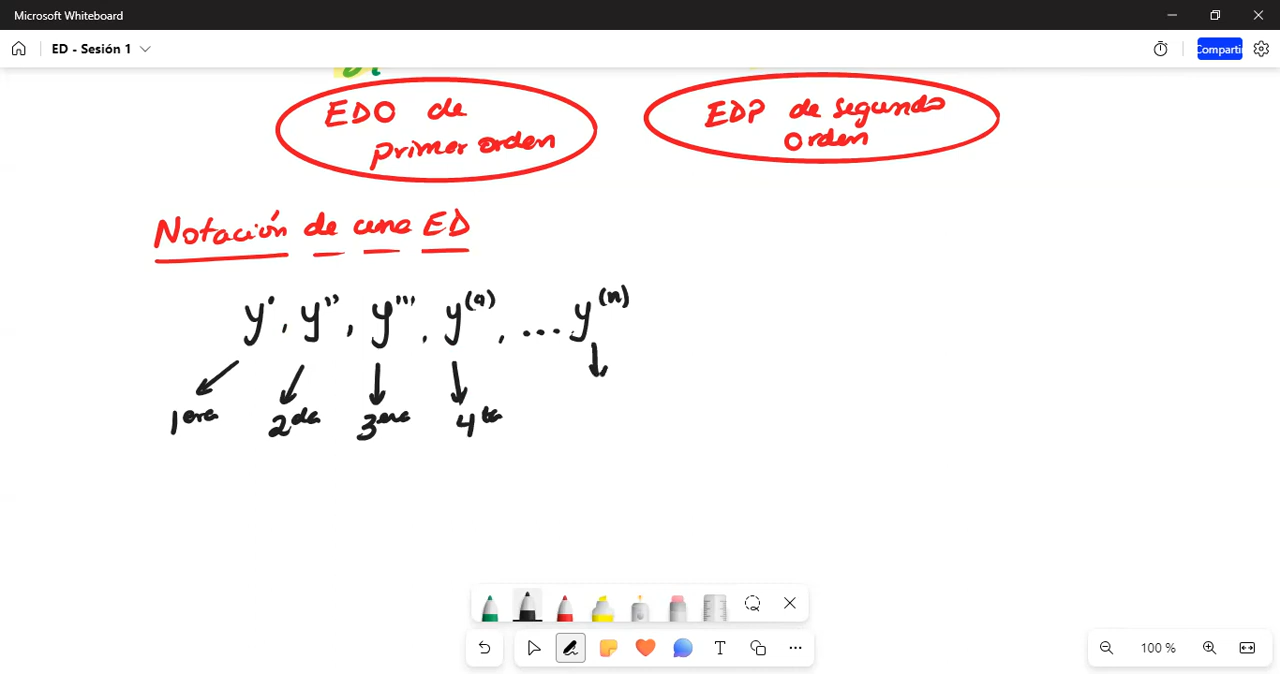 Microsoft Whiteboard
ED - Sesión 1
Compartir
EDO de
primer orden
EDP de segundo
orden
Notación de una ED
y', y'', y''', y⁽⁴⁾, ... y⁽ⁿ⁾
1era 2da 3era 4ta
100 %